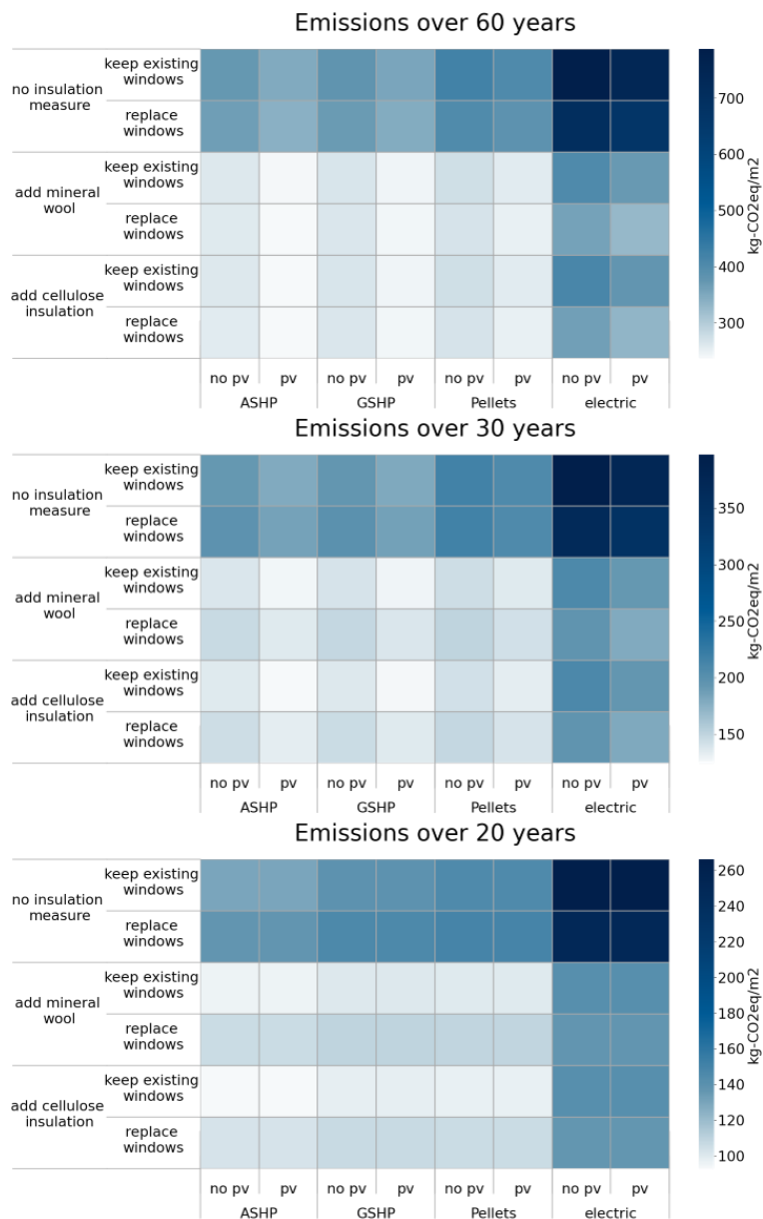 Emissions over 60 years
no insulation
measure
keep existing
windows
replace
windows
add mineral
wool
keep existing
windows
replace
windows
add cellulose
insulation
keep existing
windows
replace
windows
no pv pv no pv pv no pv pv no pv pv
ASHP GSHP Pellets electric
700
600
500
400
300
kg-CO2eq/m2
Emissions over 30 years
no insulation
measure
keep existing
windows
replace
windows
add mineral
wool
keep existing
windows
replace
windows
add cellulose
insulation
keep existing
windows
replace
windows
no pv pv no pv pv no pv pv no pv pv
ASHP GSHP Pellets electric
350
300
250
200
150
kg-CO2eq/m2
Emissions over 20 years
no insulation
measure
keep existing
windows
replace
windows
add mineral
wool
keep existing
windows
replace
windows
add cellulose
insulation
keep existing
windows
replace
windows
no pv pv no pv pv no pv pv no pv pv
ASHP GSHP Pellets electric
260
240
220
200
180
160
140
120
100
kg-CO2eq/m2